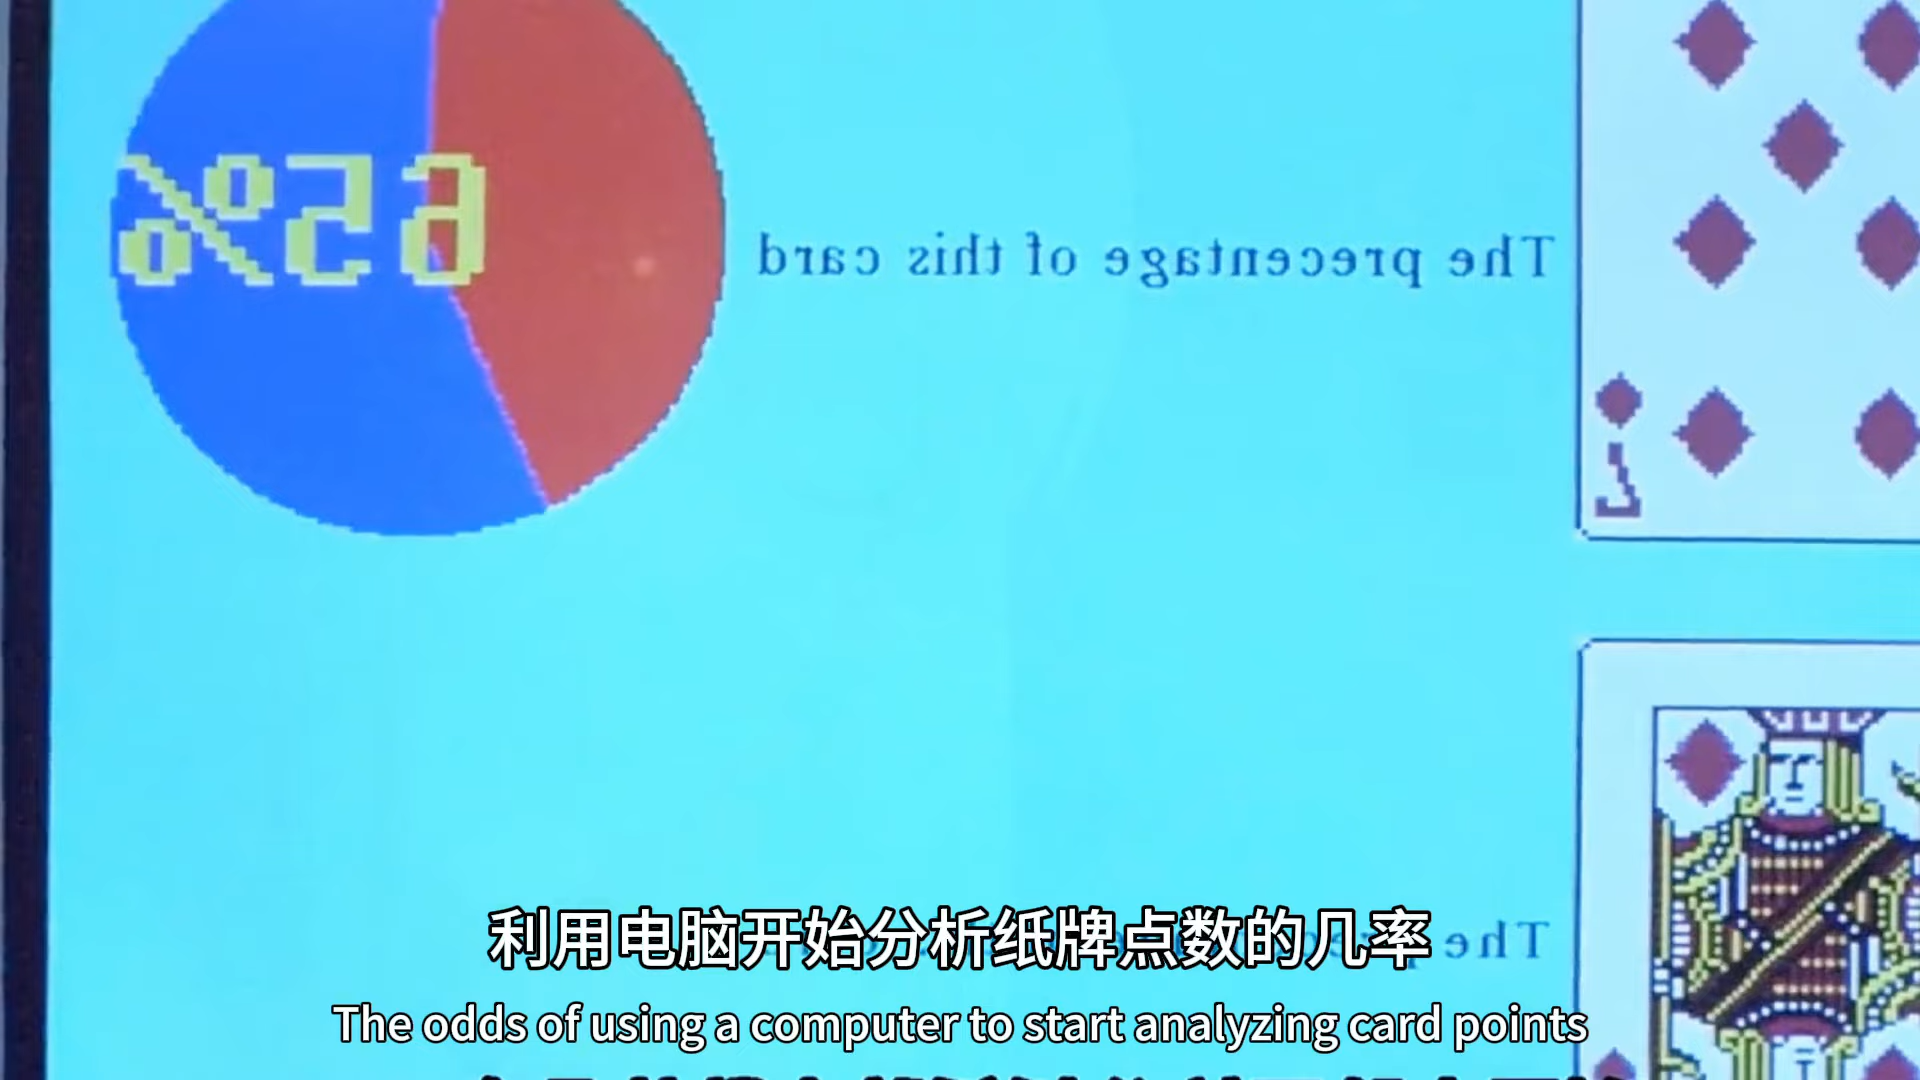 65%
The precentage of this card
7
利用电脑开始分析纸牌点数的几率
The
The odds of using a computer to start analyzing card points